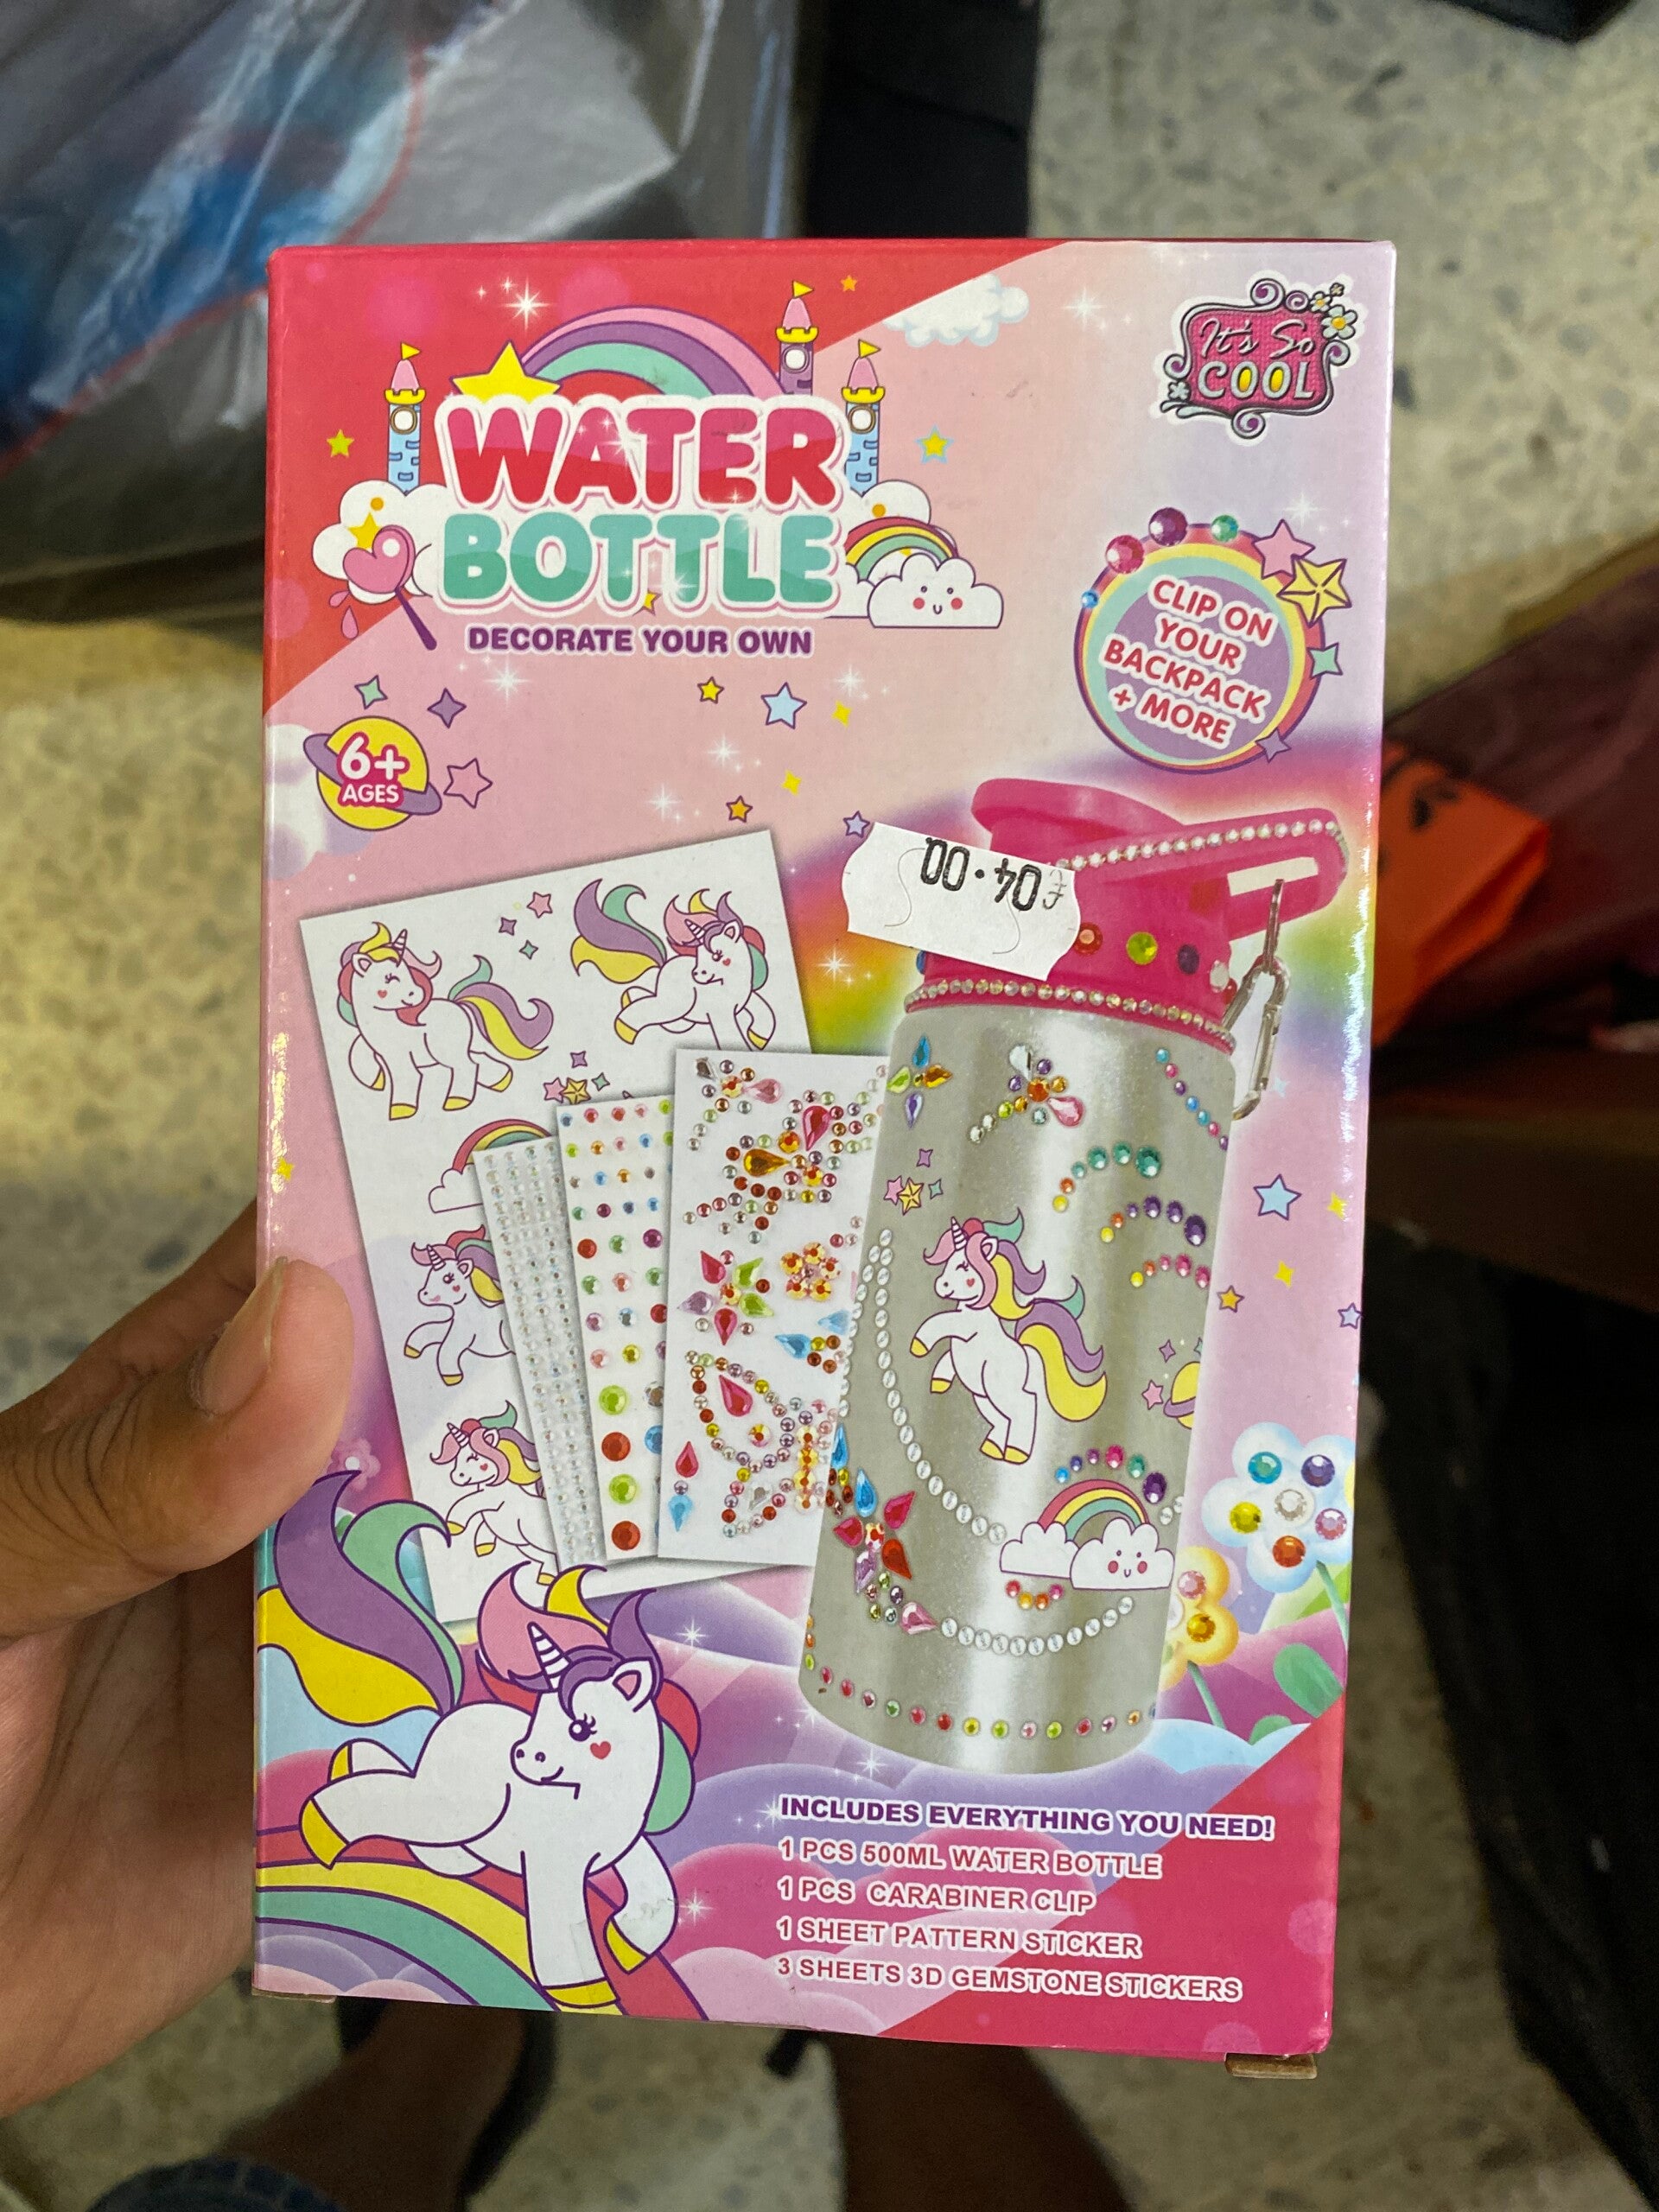 It's So
COOL
WATER
BOTTLE
DECORATE YOUR OWN
CLIP ON
YOUR
BACKPACK
+ MORE
6+
AGES
04.00
INCLUDES EVERYTHING YOU NEED!
1 PCS 500ML WATER BOTTLE
1 PCS CARABINER CLIP
1 SHEET PATTERN STICKER
3 SHEETS 3D GEMSTONE STICKERS